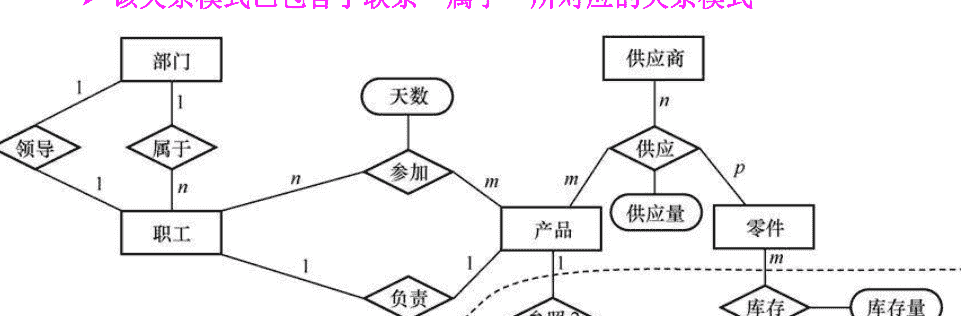 该关系模式已包含了联系“属于”所对应的关系模式
部门
供应商
天数
1
1
n
领导
属于
参加
供应
1
n
n
m
m
p
供应量
职工
产品
零件
1
1
1
m
负责
库存
库存量